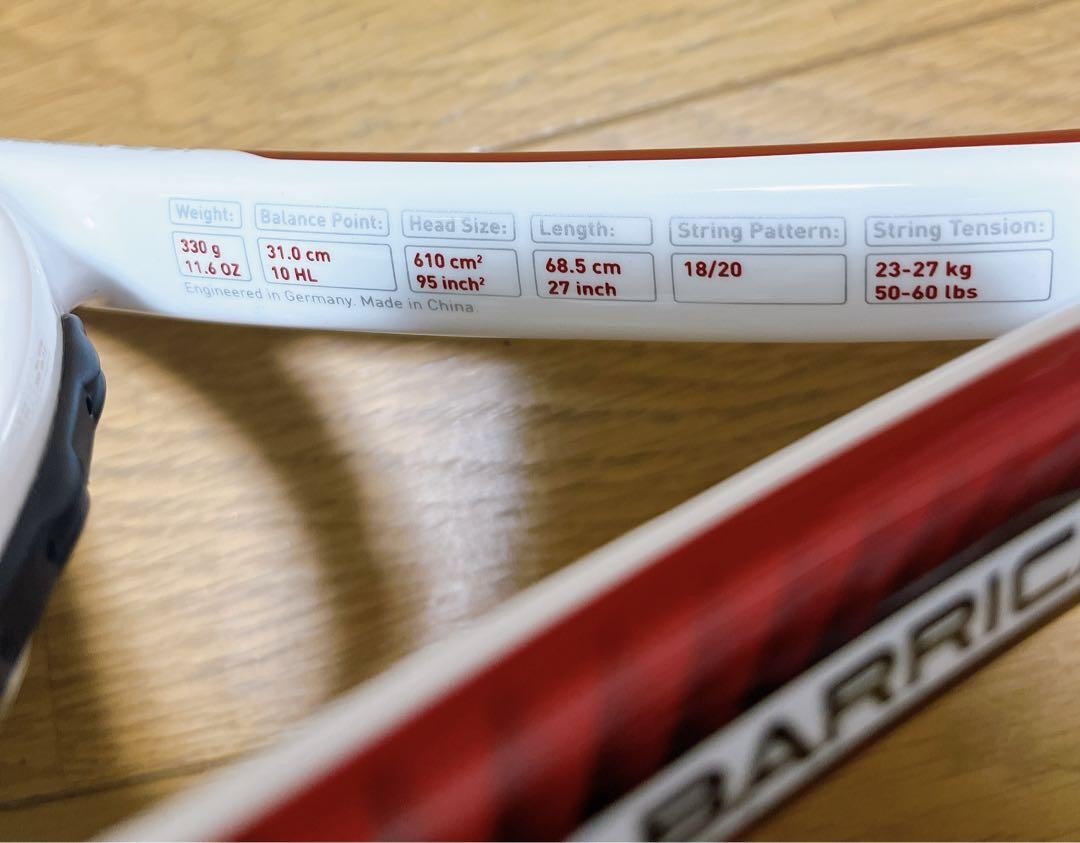 Weight: Balance Point: Head Size: Length: String Pattern: String Tension:
330 g 31.0 cm 610 cm² 68.5 cm 18/20 23-27 kg
11.6 OZ 10 HL 95 inch² 27 inch 50-60 lbs
Engineered in Germany. Made in China.
BARRIC